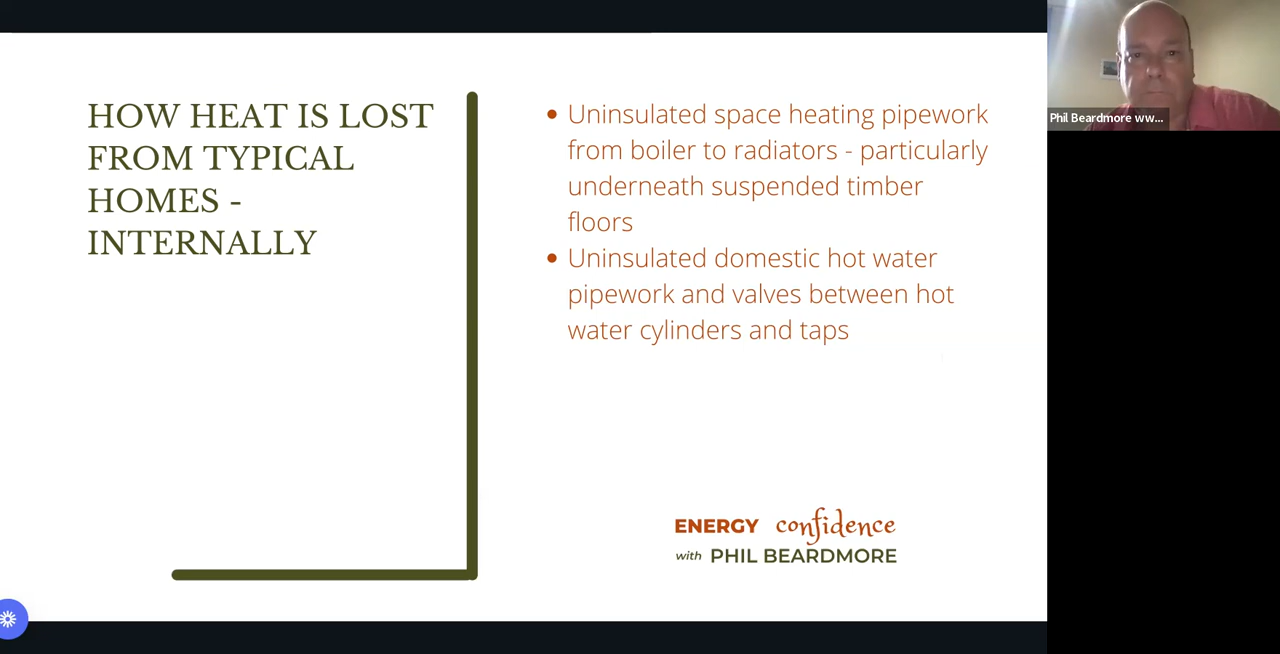 HOW HEAT IS LOST
FROM TYPICAL
HOMES -
INTERNALLY
• Uninsulated space heating pipework
from boiler to radiators - particularly
underneath suspended timber
floors
• Uninsulated domestic hot water
pipework and valves between hot
water cylinders and taps
ENERGY confidence
with PHIL BEARDMORE
Phil Beardmore ww...